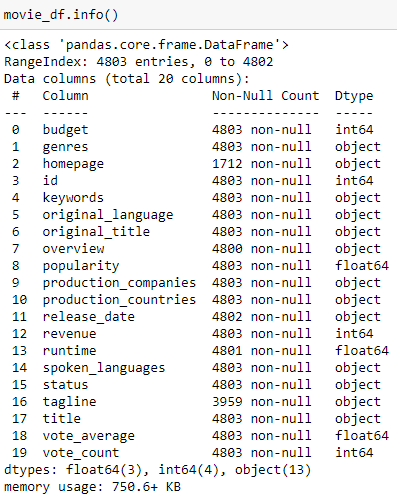 movie_df.info()
<class 'pandas.core.frame.DataFrame'>
RangeIndex: 4803 entries, 0 to 4802
Data columns (total 20 columns):
 #   Column                Non-Null Count  Dtype
---  ------                --------------  -----
 0   budget                4803 non-null   int64
 1   genres                4803 non-null   object
 2   homepage              1712 non-null   object
 3   id                    4803 non-null   int64
 4   keywords              4803 non-null   object
 5   original_language     4803 non-null   object
 6   original_title        4803 non-null   object
 7   overview              4800 non-null   object
 8   popularity            4803 non-null   float64
 9   production_companies  4803 non-null   object
 10  production_countries  4803 non-null   object
 11  release_date          4802 non-null   object
 12  revenue               4803 non-null   int64
 13  runtime               4801 non-null   float64
 14  spoken_languages      4803 non-null   object
 15  status                4803 non-null   object
 16  tagline               3959 non-null   object
 17  title                 4803 non-null   object
 18  vote_average          4803 non-null   float64
 19  vote_count            4803 non-null   int64
dtypes: float64(3), int64(4), object(13)
memory usage: 750.6+ KB